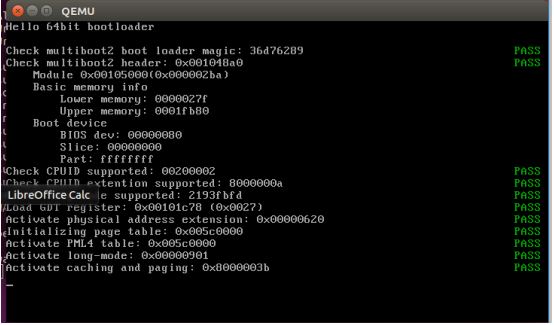 QEMU
Hello 64bit bootloader
Check multiboot2 boot loader magic: 36d76289 PASS
Check multiboot2 header: 0x001048a0 PASS
Module 0x00105000(0x000002ba)
Basic memory info
Lower memory: 0000027f
Upper memory: 0001fb80
Boot device
BIOS dev: 00000080
Slice: 00000000
Part: ffffffff
Check CPUID supported: 00200002 PASS
Check CPUID extention supported: 8000000a PASS
LibreOffice Calc
supported: 2193fbfd PASS
Load GDT register: 0x00101c78 (0x0027) PASS
Activate physical address extension: 0x00000620 PASS
Initializing page table: 0x005c0000 PASS
Activate PML4 table: 0x005c0000 PASS
Activate long-mode: 0x00000901 PASS
Activate caching and paging: 0x8000003b PASS
_